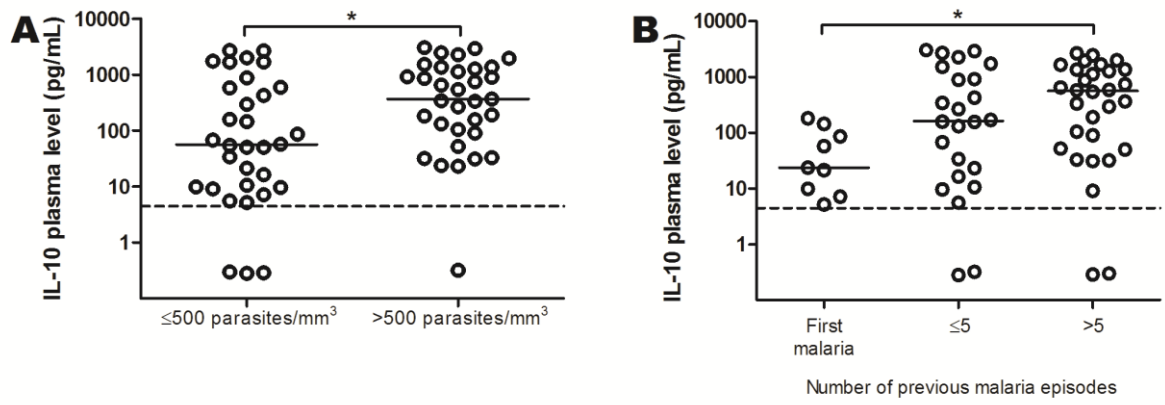 A
*
IL-10 plasma level (pg/mL)
10000
1000
100
10
1
≤500 parasites/mm³
>500 parasites/mm³
B
*
IL-10 plasma level (pg/mL)
10000
1000
100
10
1
First
malaria
≤5
>5
Number of previous malaria episodes